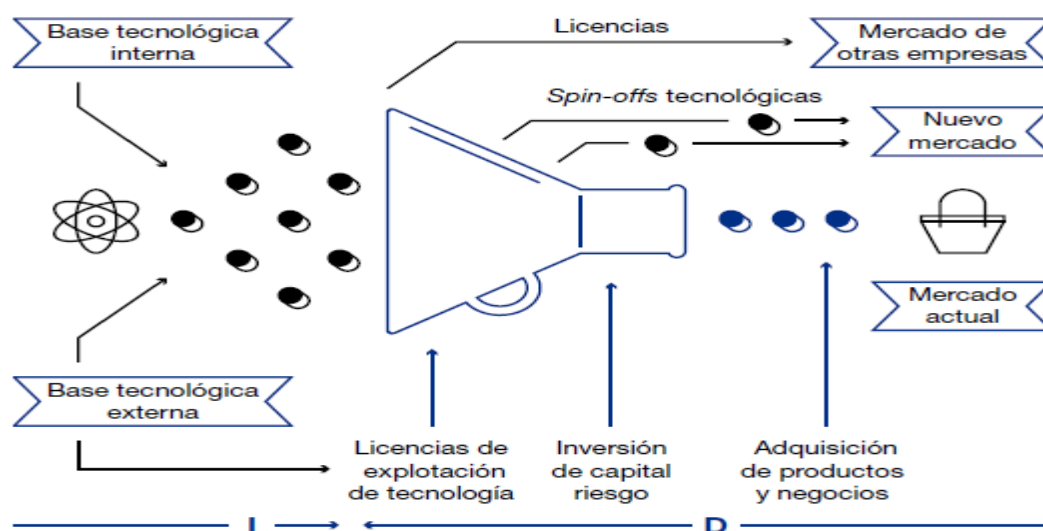 Base tecnológica
interna
Licencias
Mercado de
otras empresas
Spin-offs tecnológicas
Nuevo
mercado
Mercado
actual
Base tecnológica
externa
Licencias de
explotación
de tecnología
Inversión
de capital
riesgo
Adquisición
de productos
y negocios
I
D